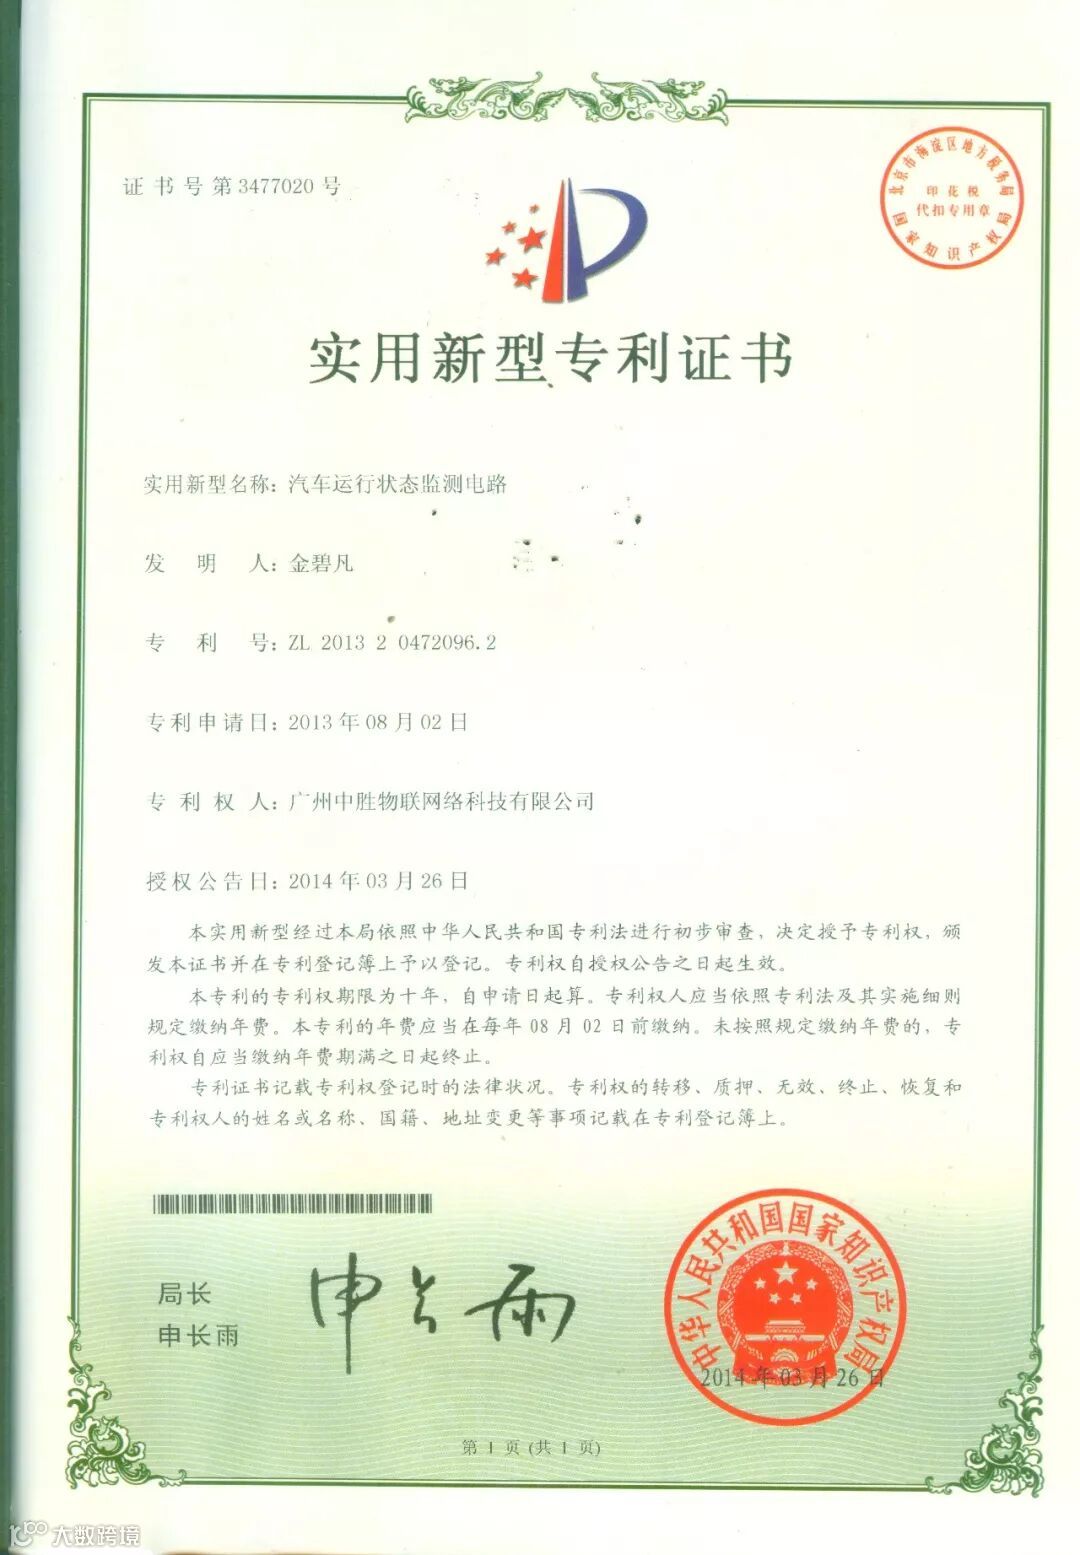 证书号第3477020号
北京市海淀区地方税务局
印花税
代扣专用章
国家知识产权局
实用新型专利证书
实用新型名称：汽车运行状态监测电路
发明人：金碧凡
专利号：ZL 2013 2 0472096.2
专利申请日：2013年08月02日
专利权人：广州中胜物联网络科技有限公司
授权公告日：2014年03月26日
本实用新型经过本局依照中华人民共和国专利法进行初步审查，决定授予专利权，颁
发本证书并在专利登记簿上予以登记。专利权自授权公告之日起生效。
本专利的专利权期限为十年，自申请日起算。专利权人应当依照专利法及其实施细则
规定缴纳年费。本专利的年费应当在每年08月02日前缴纳。未按照规定缴纳年费的，专
利权自应当缴纳年费期满之日起终止。
专利证书记载专利权登记时的法律状况。专利权的转移、质押、无效、终止、恢复和
专利权人的姓名或名称、国籍、地址变更等事项记载在专利登记簿上。
局长
申长雨
申长雨
中华人民共和国国家知识产权局
2014年03月26日
第1页(共1页)
大数跨境